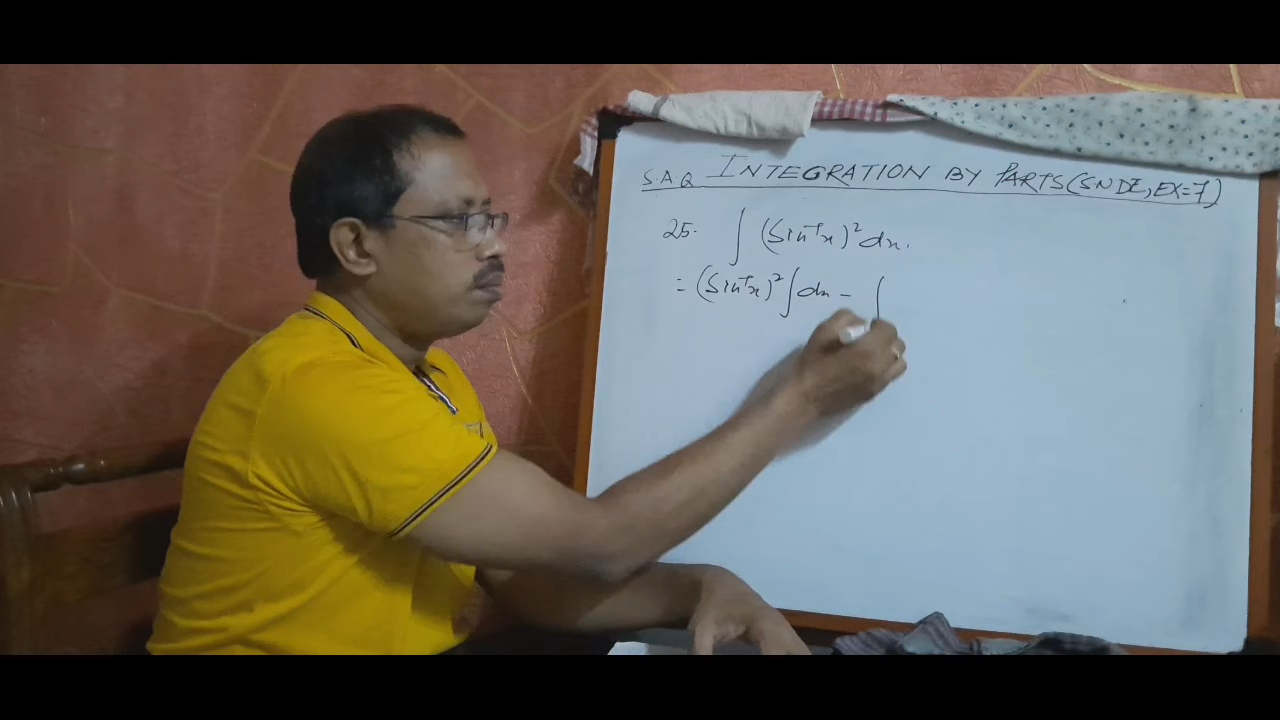 S.A.Q INTEGRATION BY PARTS (S.N DE, EX=7)
25. ∫ (Sin⁻¹x)² dx.
= (Sin⁻¹x)² ∫dx - ∫